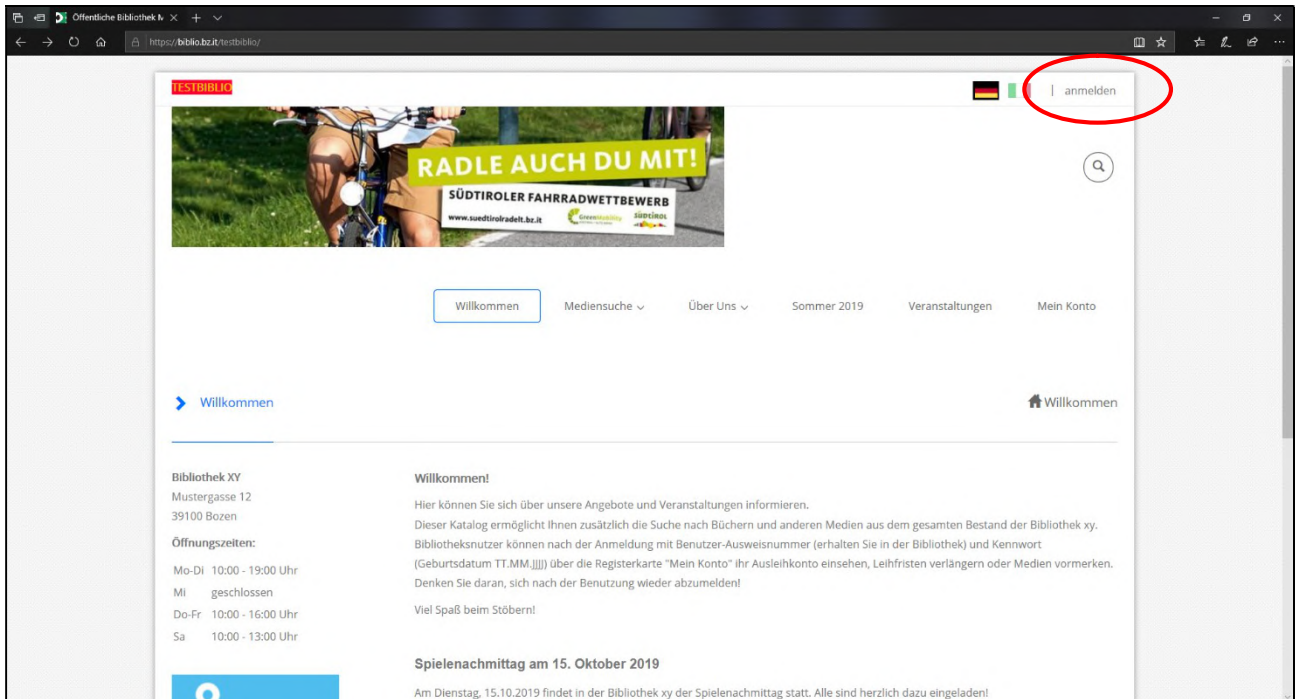 Öffentliche Bibliothek M
https://biblio.bz.it/testbiblio/
TESTBIBLIO
| anmelden
RADLE AUCH DU MIT!
SÜDTIROLER FAHRRADWETTBEWERB
www.suedtirolradelt.bz.it
GreenMobility
SÜDTIROL
Willkommen
Mediensuche
Über Uns
Sommer 2019
Veranstaltungen
Mein Konto
Willkommen
Willkommen
Bibliothek XY
Mustergasse 12
39100 Bozen
Öffnungszeiten:
Mo-Di 10:00 - 19:00 Uhr
Mi geschlossen
Do-Fr 10:00 - 16:00 Uhr
Sa 10:00 - 13:00 Uhr
Willkommen!
Hier können Sie sich über unsere Angebote und Veranstaltungen informieren.
Dieser Katalog ermöglicht Ihnen zusätzlich die Suche nach Büchern und anderen Medien aus dem gesamten Bestand der Bibliothek xy.
Bibliotheksnutzer können nach der Anmeldung mit Benutzer-Ausweisnummer (erhalten Sie in der Bibliothek) und Kennwort
(Geburtsdatum TT.MM.JJJJ) über die Registerkarte "Mein Konto" ihr Ausleihkonto einsehen, Leihfristen verlängern oder Medien vormerken.
Denken Sie daran, sich nach der Benutzung wieder abzumelden!
Viel Spaß beim Stöbern!
Spielenachmittag am 15. Oktober 2019
Am Dienstag, 15.10.2019 findet in der Bibliothek xy der Spielenachmittag statt. Alle sind herzlich dazu eingeladen!